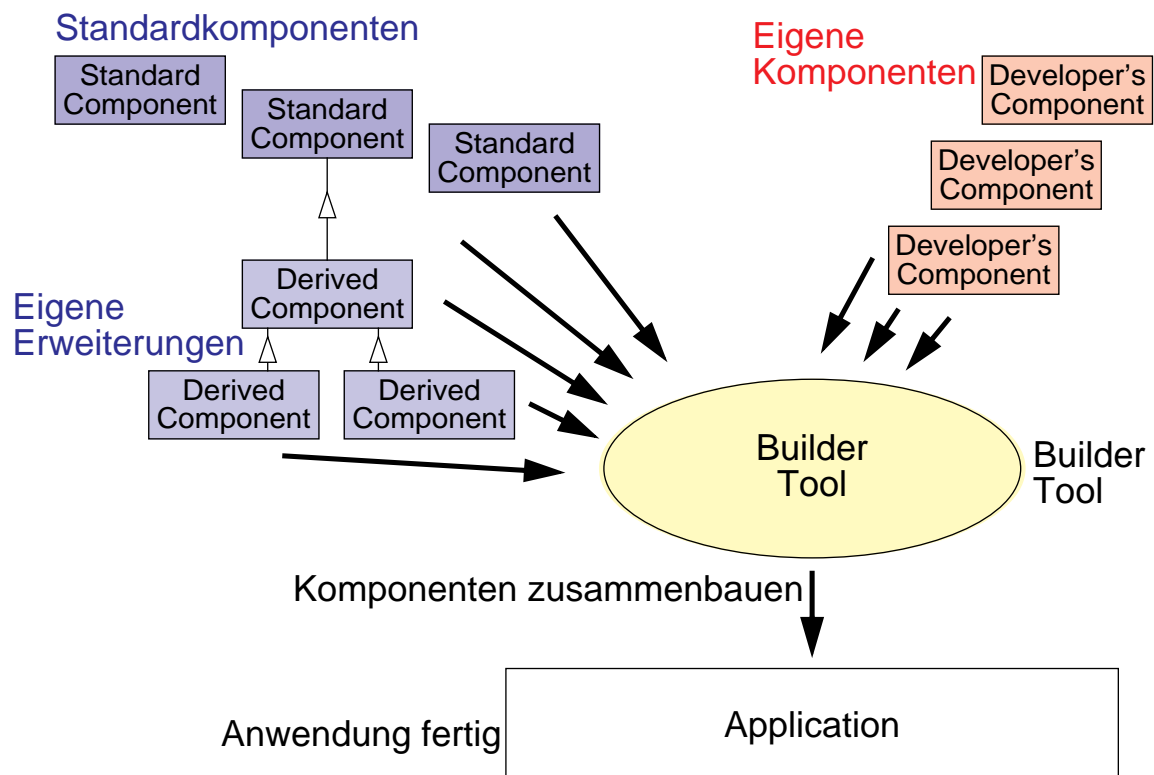 Standardkomponenten
Standard
Component
Standard
Component
Standard
Component
Eigene
Komponenten
Developer’s
Component
Developer’s
Component
Developer’s
Component
Derived
Component
Eigene
Erweiterungen
Derived
Component
Derived
Component
Builder
Tool
Builder
Tool
Komponenten zusammenbauen
Anwendung fertig
Application